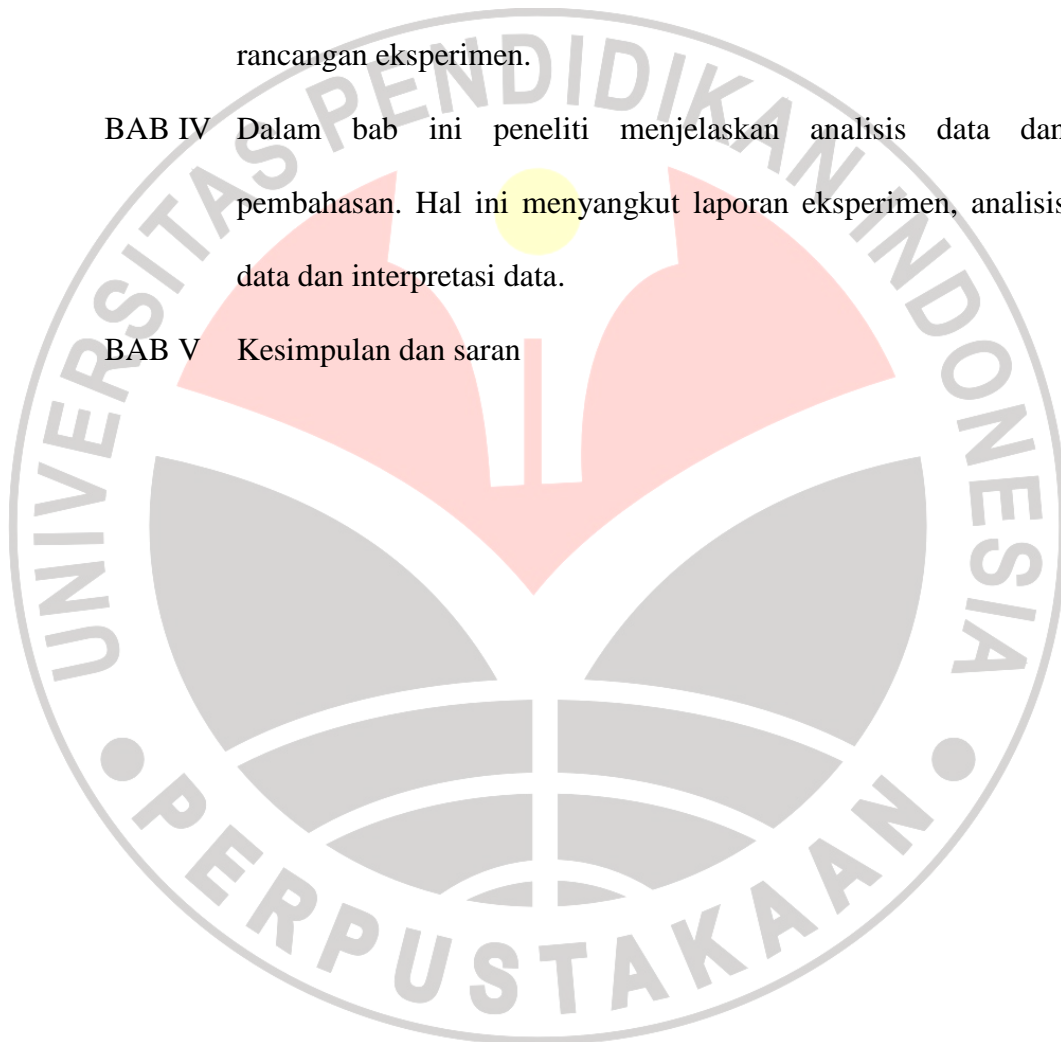 rancangan eksperimen.
BAB IV Dalam bab ini peneliti menjelaskan analisis data dan
pembahasan. Hal ini menyangkut laporan eksperimen, analisis
data dan interpretasi data.
BAB V Kesimpulan dan saran
UNIVERSITAS PENDIDIKAN INDONESIA
PERPUSTAKAAN